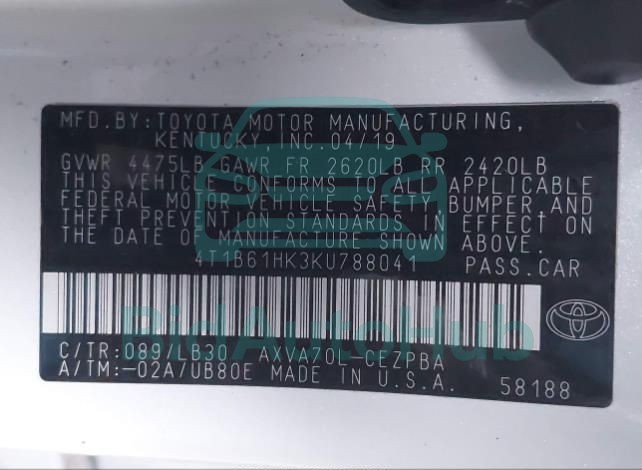 MFD.BY:TOYOTA MOTOR MANUFACTURING,
KENTUCKY, INC.04/19
GVWR 4475LB GAWR FR 2620LB RR 2420LB
THIS VEHICLE CONFORMS TO ALL APPLICABLE
FEDERAL MOTOR VEHICLE SAFETY,BUMPER,AND
THEFT PREVENTION STANDARDS IN EFFECT ON
THE DATE OF MANUFACTURE SHOWN ABOVE.
4T1B61HK3KU788041 PASS.CAR
BidAutoHub
C/TR:089/LB30 AXVA70L-CEZPBA
A/TM:-02A/UB80E MADE IN U.S.A. 58188